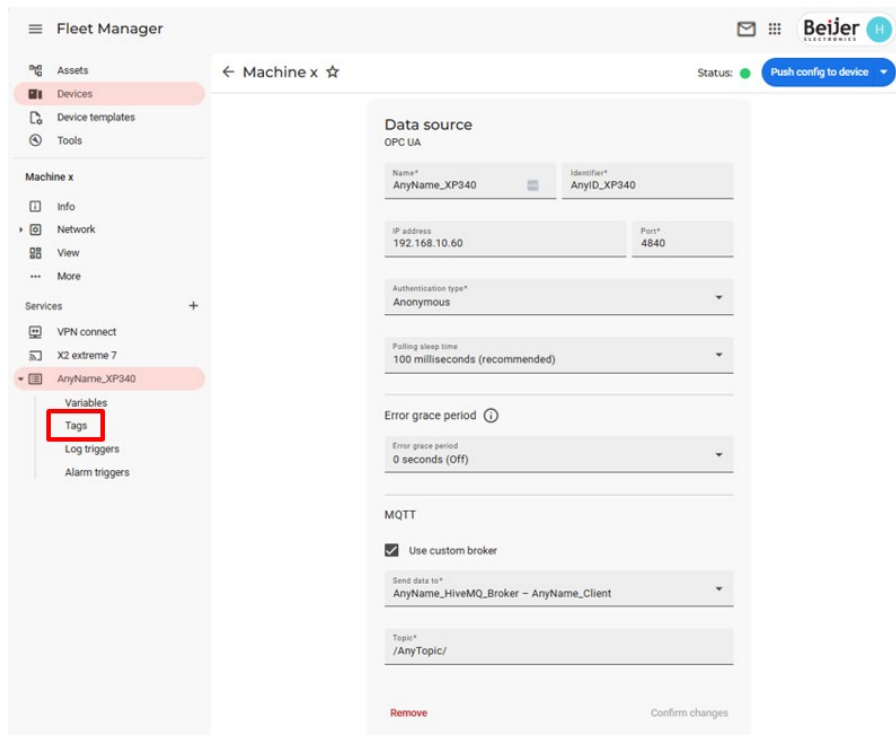 Fleet Manager
Beijer
ELECTRONICS
H
Assets
Devices
Device templates
Tools
Machine x
Info
Network
View
More
Services
VPN connect
X2 extreme 7
AnyName_XP340
Variables
Tags
Log triggers
Alarm triggers
Machine x
Status:
Push config to device
Data source
OPC UA
Name*
AnyName_XP340
Identifier*
AnyID_XP340
IP address
192.168.10.60
Port*
4840
Authentication type*
Anonymous
Polling sleep time
100 milliseconds (recommended)
Error grace period
Error grace period
0 seconds (Off)
MQTT
Use custom broker
Send data to*
AnyName_HiveMQ_Broker – AnyName_Client
Topic*
/AnyTopic/
Remove
Confirm changes